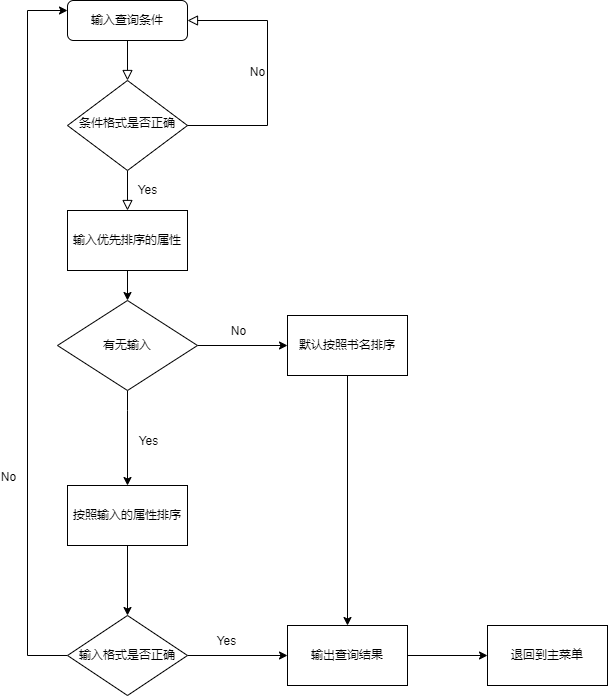 输入查询条件
No
条件格式是否正确
Yes
输入优先排序的属性
有无输入
No
默认按照书名排序
Yes
No
按照输入的属性排序
输入格式是否正确
Yes
输出查询结果
退回到主菜单